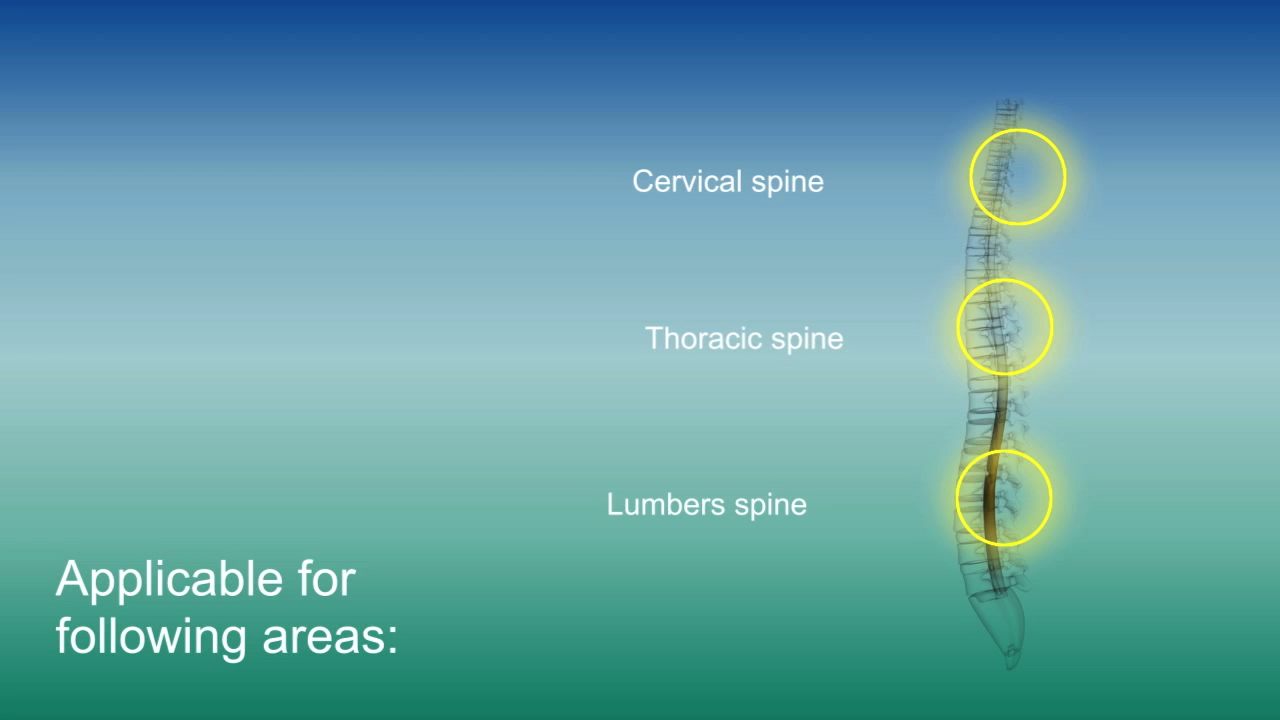 Cervical spine
Thoracic spine
Lumbers spine
Applicable for
following areas: